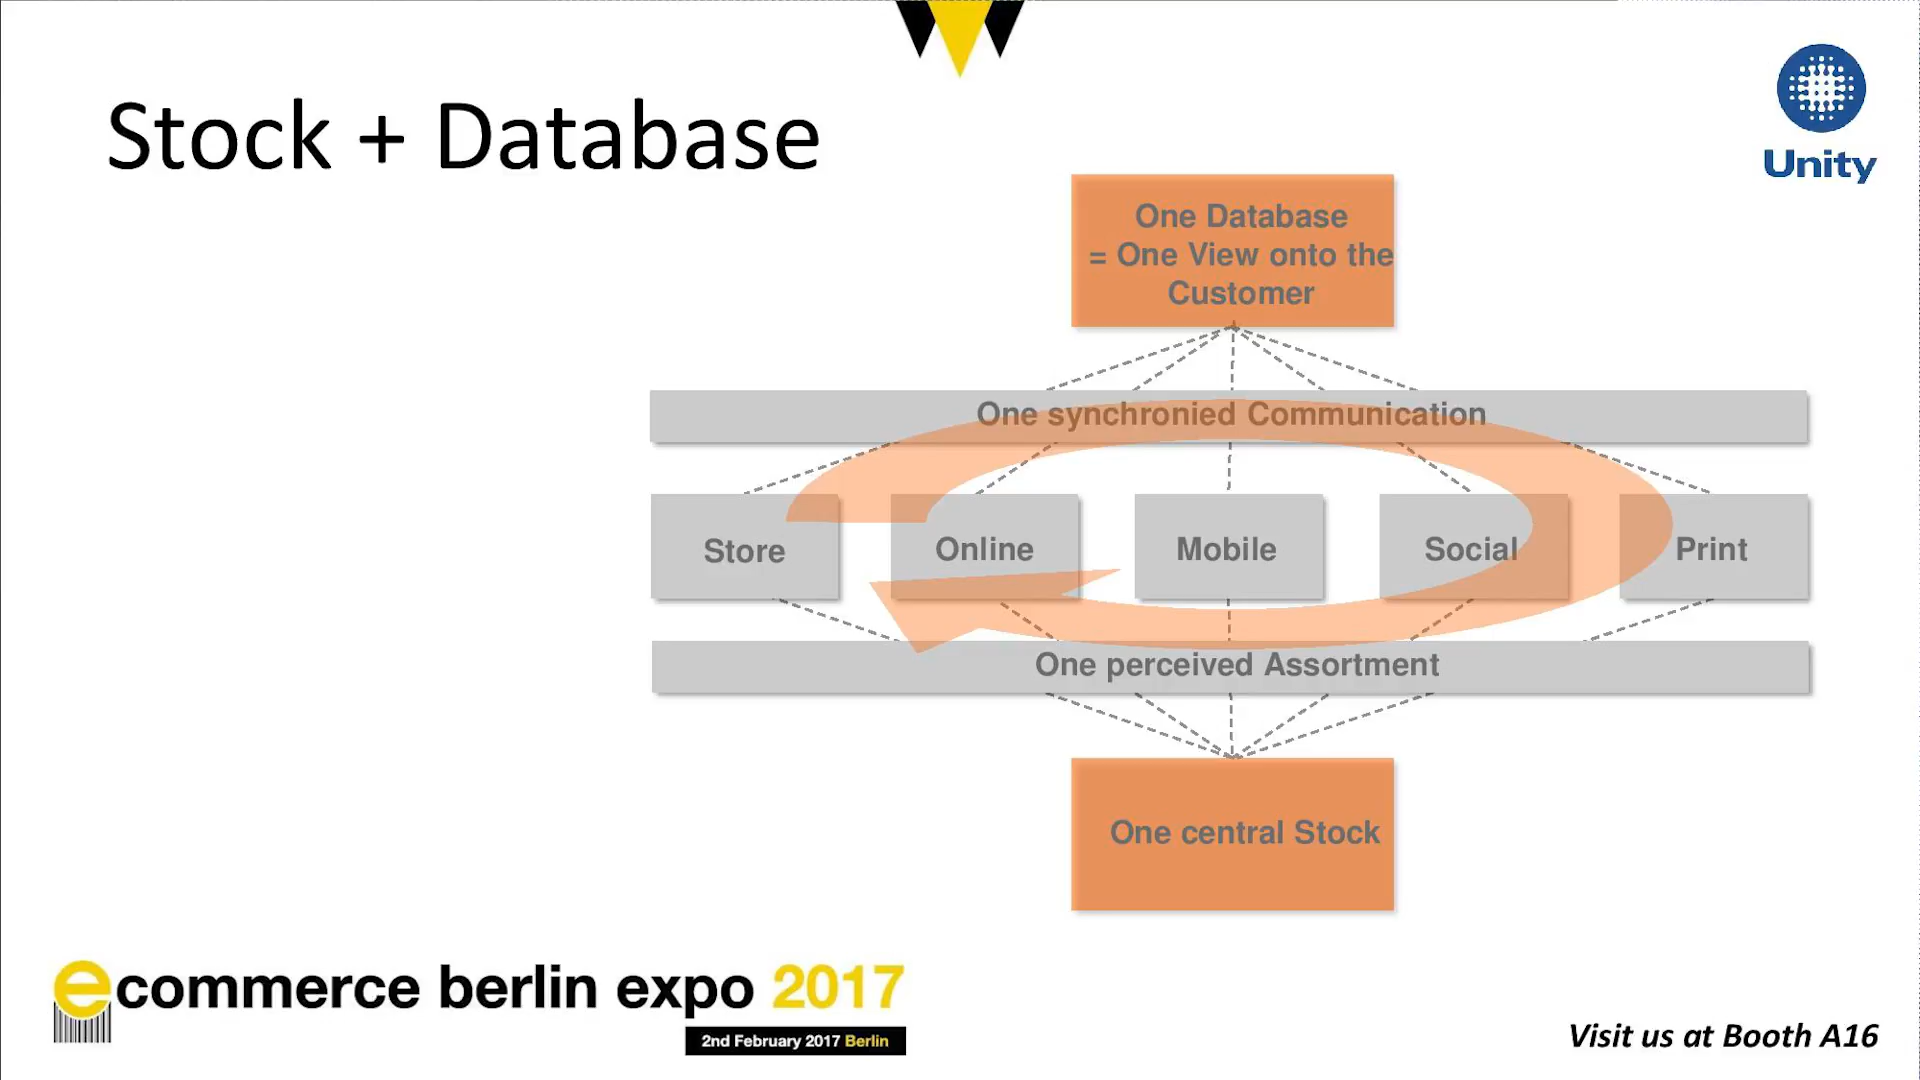 Stock + Database
Unity
One Database
= One View onto the
Customer
One synchronied Communication
Store
Online
Mobile
Social
Print
One perceived Assortment
One central Stock
ecommerce berlin expo 2017
2nd February 2017 Berlin
Visit us at Booth A16